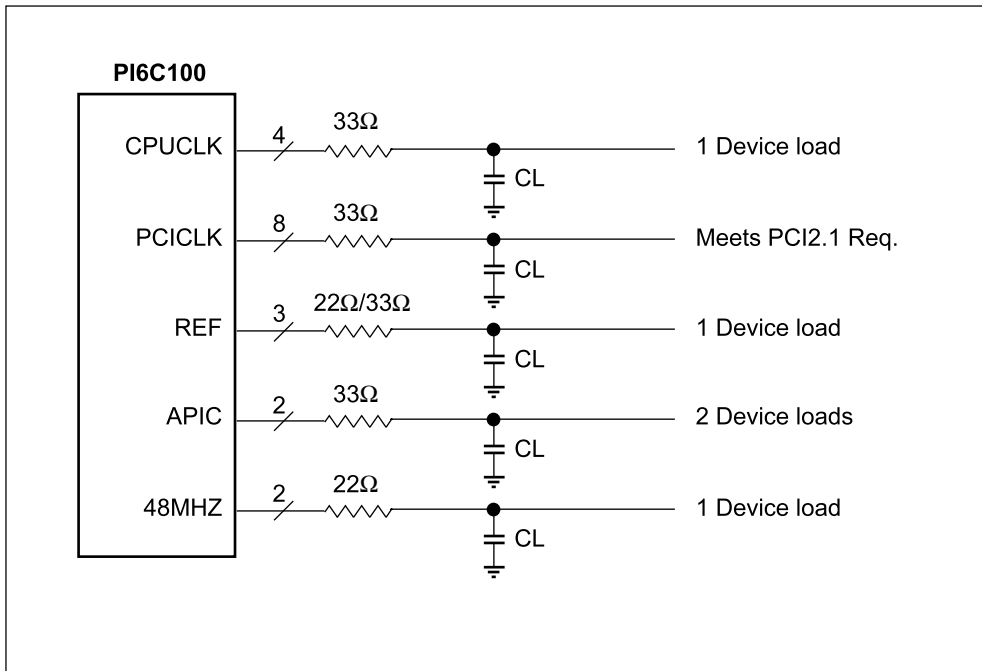 PI6C100
CPUCLK 4 33Ω 1 Device load
CL
PCICLK 8 33Ω Meets PCI2.1 Req.
CL
REF 3 22Ω/33Ω 1 Device load
CL
APIC 2 33Ω 2 Device loads
CL
48MHZ 2 22Ω 1 Device load
CL